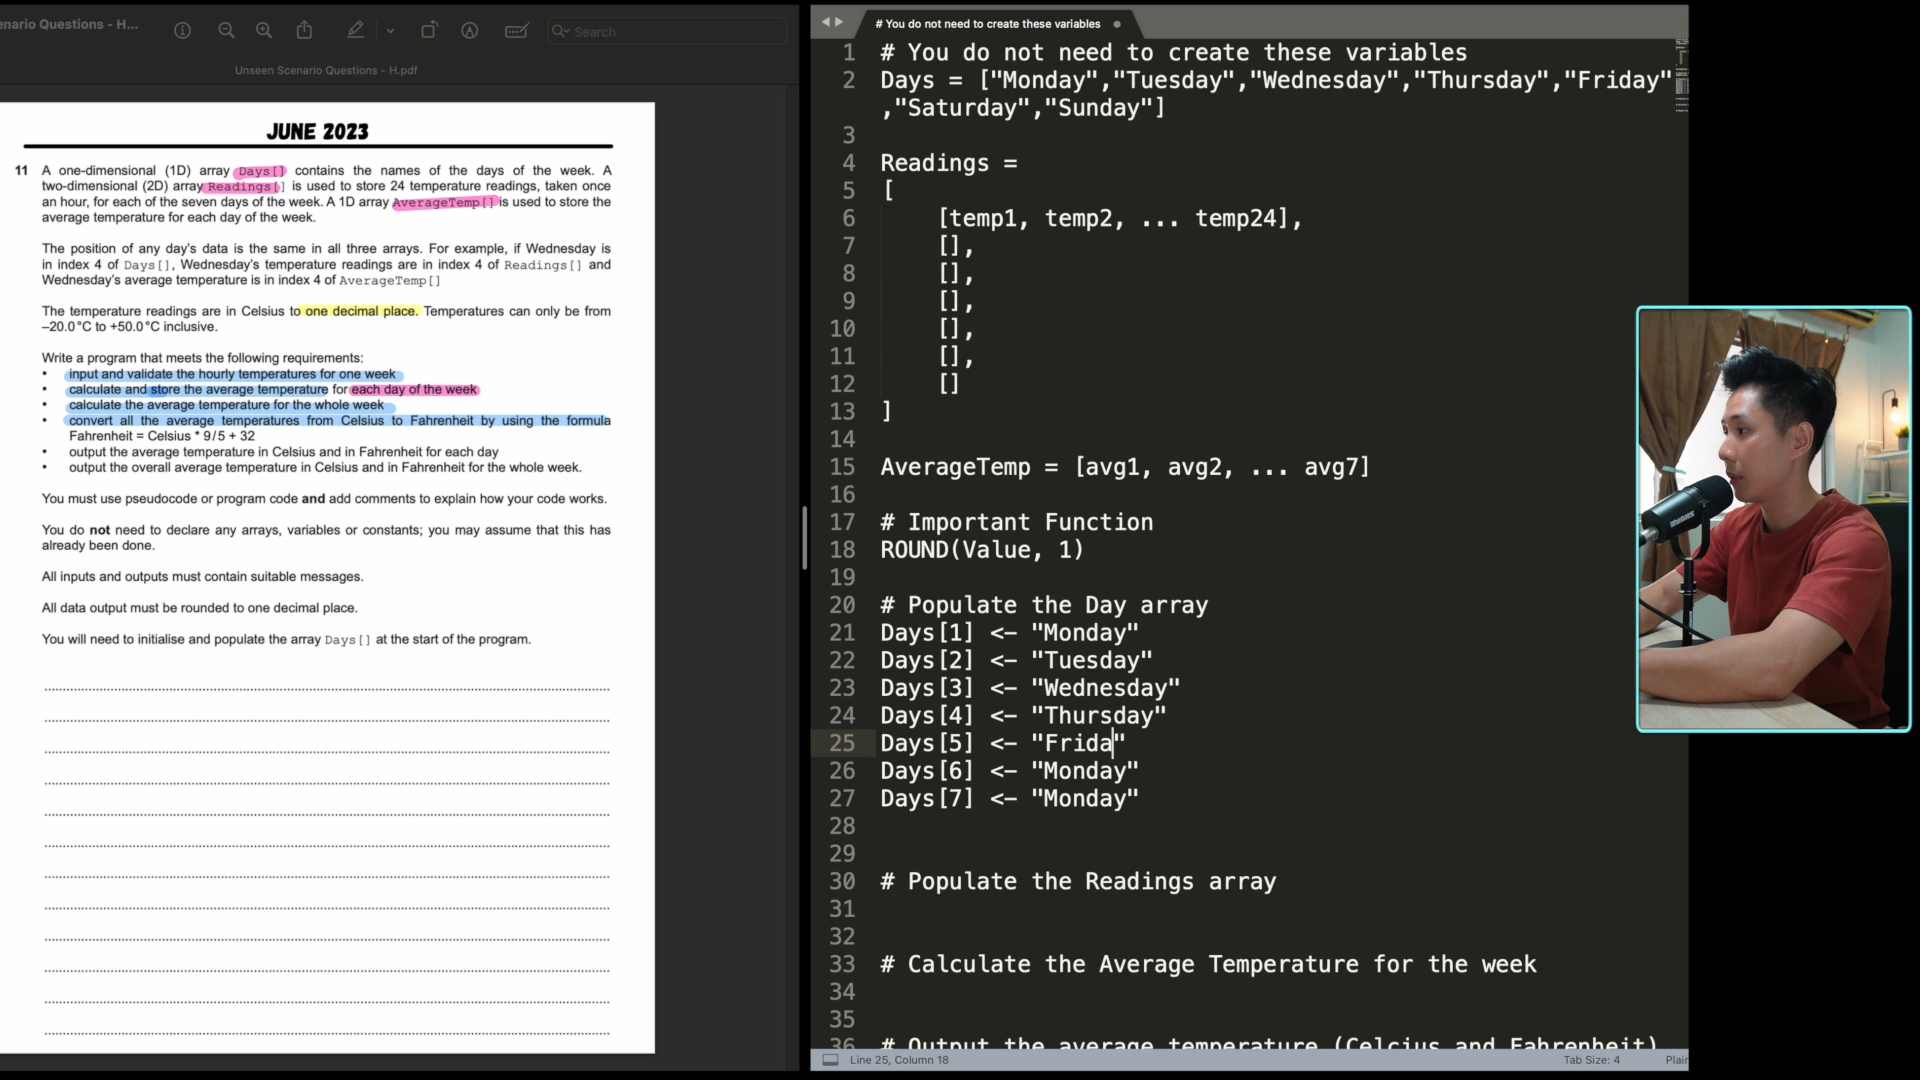 enario Questions - H...
Search
Unseen Scenario Questions - H.pdf
JUNE 2023
11 A one-dimensional (1D) array Days[] contains the names of the days of the week. A
two-dimensional (2D) array Readings[] is used to store 24 temperature readings, taken once
an hour, for each of the seven days of the week. A 1D array AverageTemp[] is used to store the
average temperature for each day of the week.
The position of any day's data is the same in all three arrays. For example, if Wednesday is
in index 4 of Days[], Wednesday's temperature readings are in index 4 of Readings[] and
Wednesday's average temperature is in index 4 of AverageTemp[]
The temperature readings are in Celsius to one decimal place. Temperatures can only be from
–20.0°C to +50.0°C inclusive.
Write a program that meets the following requirements:
• input and validate the hourly temperatures for one week
• calculate and store the average temperature for each day of the week
• calculate the average temperature for the whole week
• convert all the average temperatures from Celsius to Fahrenheit by using the formula
Fahrenheit = Celsius * 9/5 + 32
• output the average temperature in Celsius and in Fahrenheit for each day
• output the overall average temperature in Celsius and in Fahrenheit for the whole week.
You must use pseudocode or program code and add comments to explain how your code works.
You do not need to declare any arrays, variables or constants; you may assume that this has
already been done.
All inputs and outputs must contain suitable messages.
All data output must be rounded to one decimal place.
You will need to initialise and populate the array Days[] at the start of the program.
# You do not need to create these variables
1 # You do not need to create these variables
2 Days = ["Monday","Tuesday","Wednesday","Thursday","Friday"
,"Saturday","Sunday"]
3
4 Readings =
5 [
6 [temp1, temp2, ... temp24],
7 [],
8 [],
9 [],
10 [],
11 [],
12 []
13 ]
14
15 AverageTemp = [avg1, avg2, ... avg7]
16
17 # Important Function
18 ROUND(Value, 1)
19
20 # Populate the Day array
21 Days[1] <- "Monday"
22 Days[2] <- "Tuesday"
23 Days[3] <- "Wednesday"
24 Days[4] <- "Thursday"
25 Days[5] <- "Frida"
26 Days[6] <- "Monday"
27 Days[7] <- "Monday"
28
29
30 # Populate the Readings array
31
32
33 # Calculate the Average Temperature for the week
34
35
36 # Output the average temperature (Celcius and Fahrenheit)
Line 25, Column 18
Tab Size: 4
Plain
SHURE